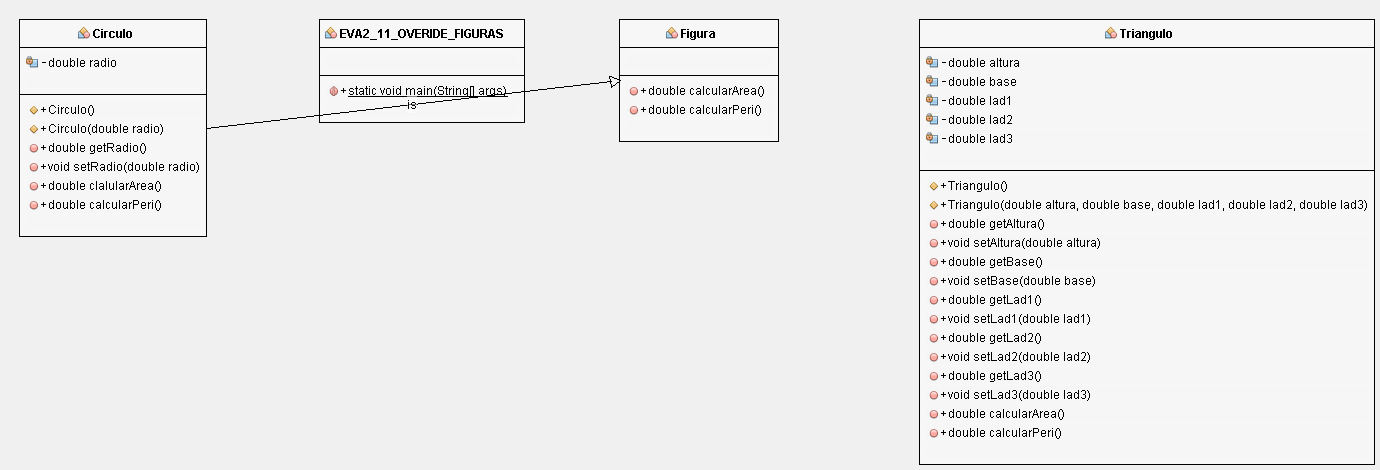 Circulo
- double radio
+ Circulo()
+ Circulo(double radio)
+ double getRadio()
+void setRadio(double radio)
+ double clalularArea()
+ double calcularPeri()
EVA2_11_OVERIDE_FIGURAS
+ static void main(String[] args)
is
Figura
+ double calcularArea()
+ double calcularPeri()
Triangulo
- double altura
- double base
- double lad1
- double lad2
- double lad3
+ Triangulo()
+ Triangulo(double altura, double base, double lad1, double lad2, double lad3)
+ double getAltura()
+void setAltura(double altura)
+ double getBase()
+void setBase(double base)
+ double getLad1()
+void setLad1(double lad1)
+ double getLad2()
+void setLad2(double lad2)
+ double getLad3()
+void setLad3(double lad3)
+ double calcularArea()
+ double calcularPeri()